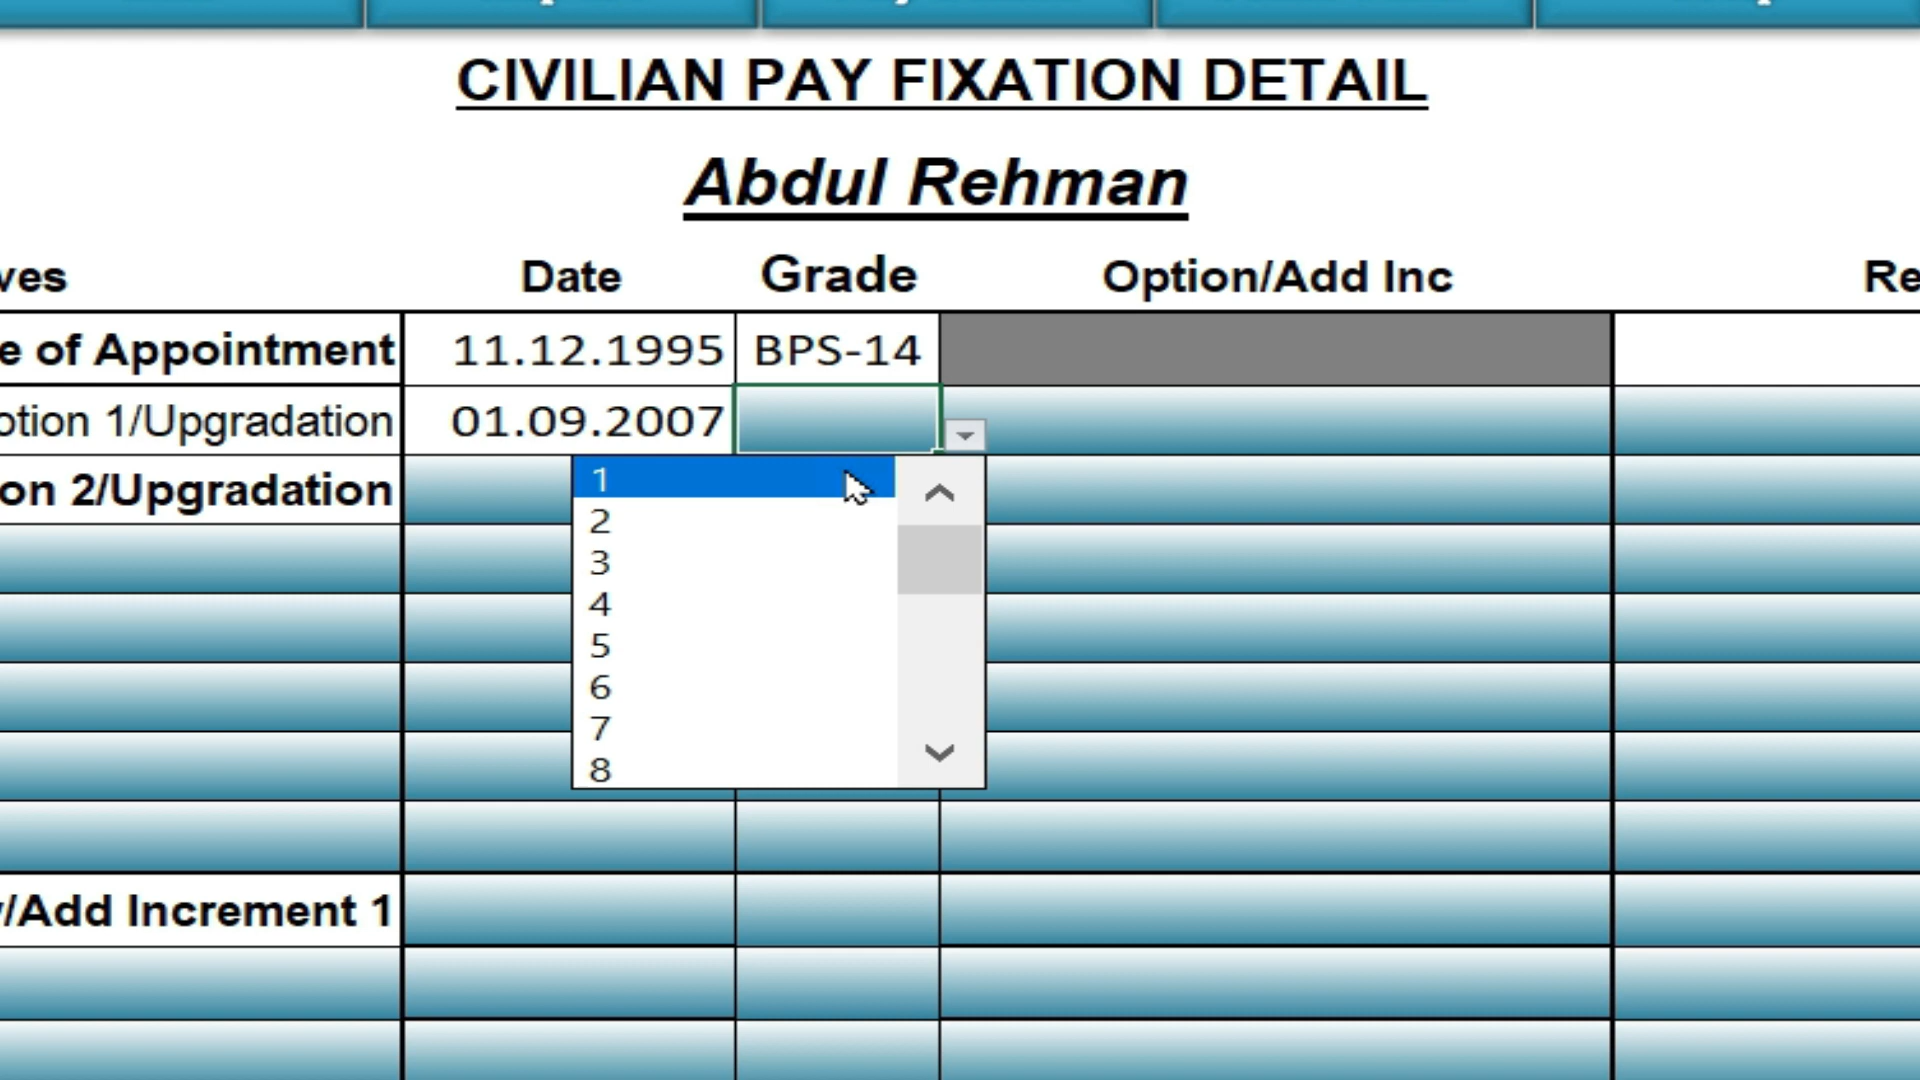 CIVILIAN PAY FIXATION DETAIL
Abdul Rehman
ves Date Grade Option/Add Inc Re
e of Appointment 11.12.1995 BPS-14
otion 1/Upgradation 01.09.2007
on 2/Upgradation
1
2
3
4
5
6
7
8
/Add Increment 1